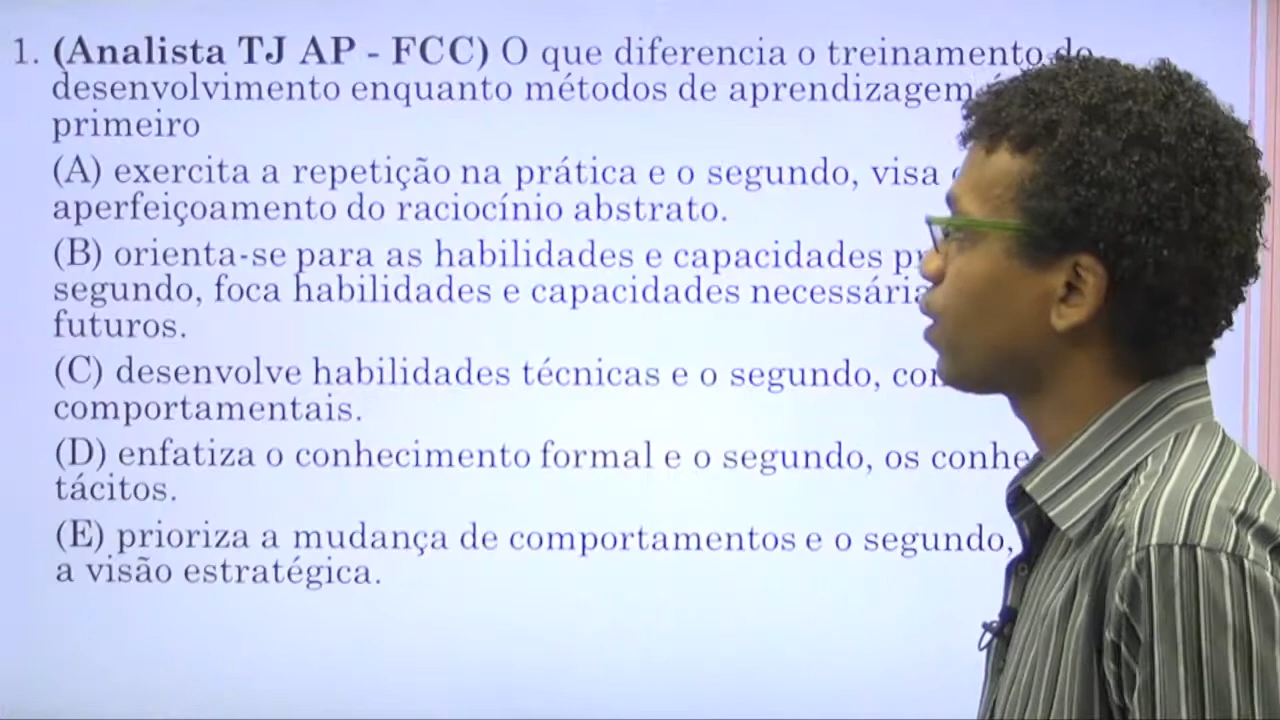 1. (Analista TJ AP - FCC) O que diferencia o treinamento do
desenvolvimento enquanto métodos de aprendizagem
primeiro
(A) exercita a repetição na prática e o segundo, visa
aperfeiçoamento do raciocínio abstrato.
(B) orienta-se para as habilidades e capacidades
segundo, foca habilidades e capacidades
futuros.
(C) desenvolve habilidades técnicas e o segundo,
comportamentais.
(D) enfatiza o conhecimento formal e o segundo, os
tácitos.
(E) prioriza a mudança de comportamentos e o segundo,
a visão estratégica.